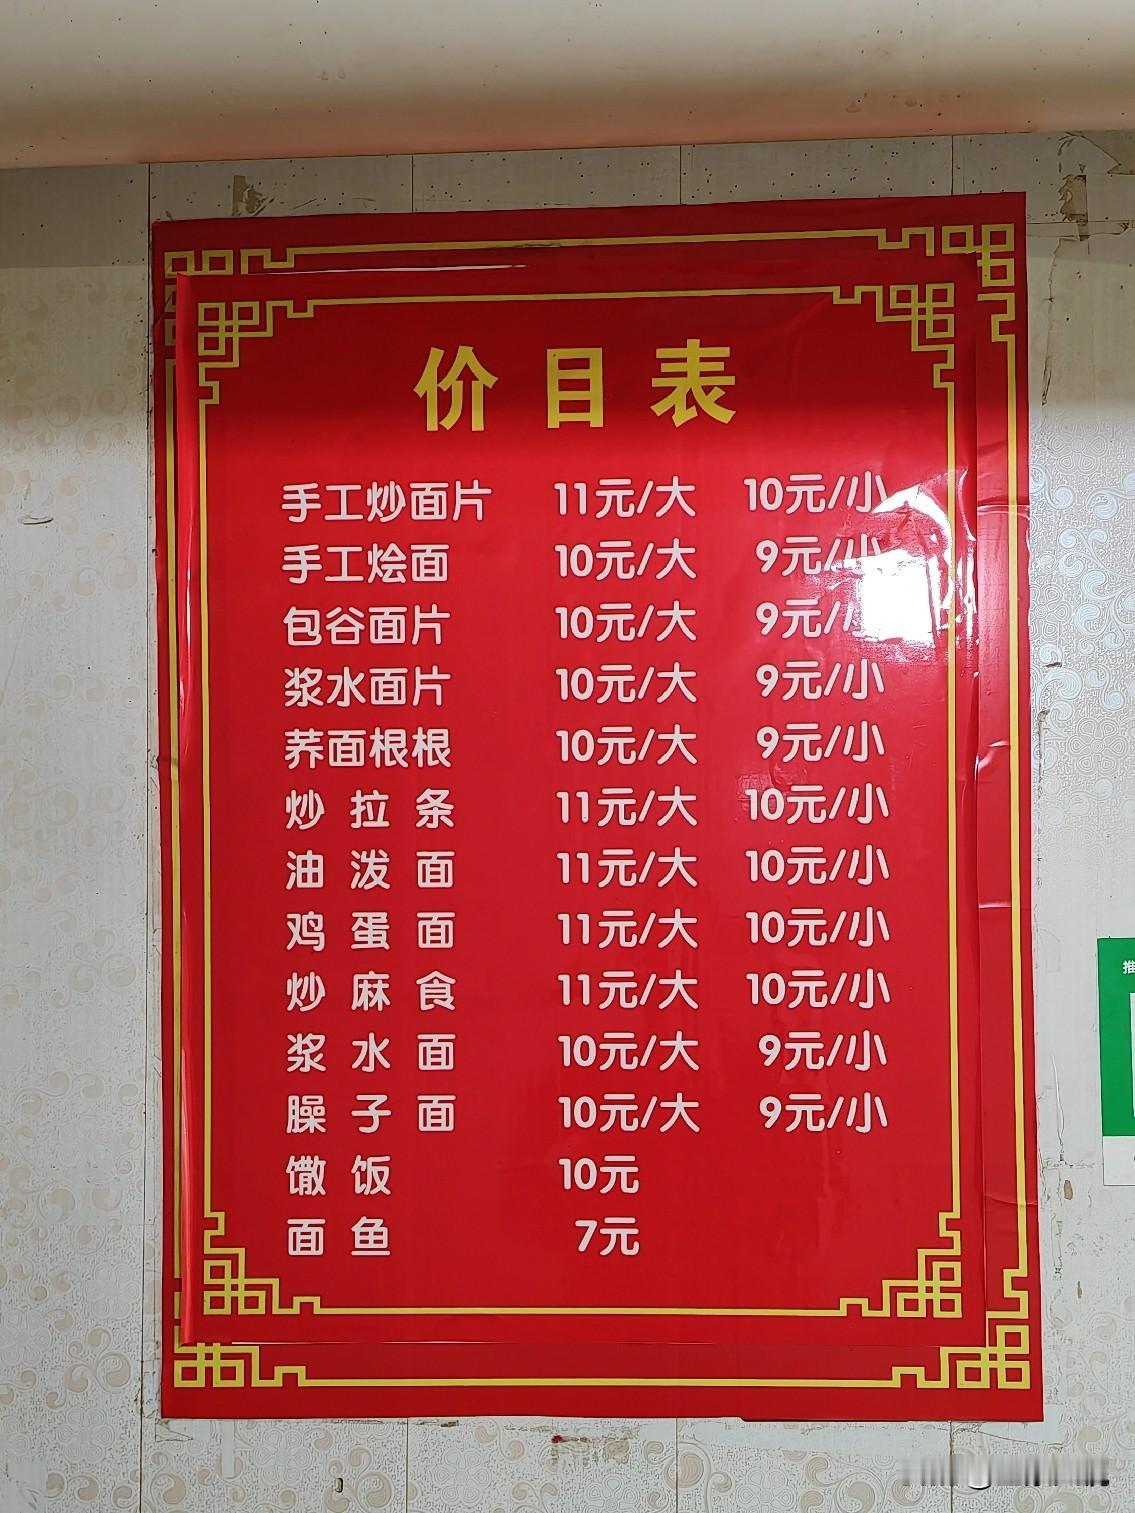 价目表
手工炒面片 11元/大 10元/小
手工烩面 10元/大 9元/小
包谷面片 10元/大 9元/
浆水面片 10元/大 9元/小
荞面根根 10元/大 9元/小
炒拉条 11元/大 10元/小
油泼面 11元/大 10元/小
鸡蛋面 11元/大 10元/小
炒麻食 11元/大 10元/小
浆水面 10元/大 9元/小
臊子面 10元/大 9元/小
馓饭 10元
面鱼 7元
推